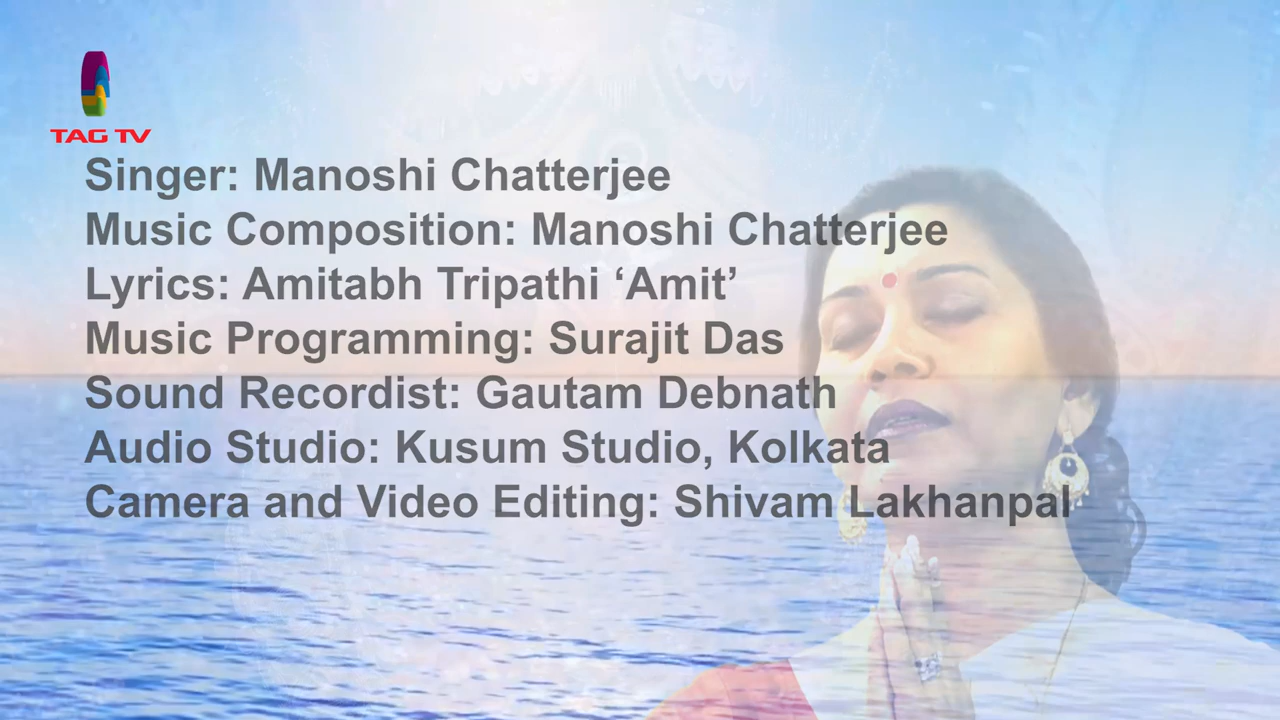 TAG TV
Singer: Manoshi Chatterjee
Music Composition: Manoshi Chatterjee
Lyrics: Amitabh Tripathi ‘Amit’
Music Programming: Surajit Das
Sound Recordist: Gautam Debnath
Audio Studio: Kusum Studio, Kolkata
Camera and Video Editing: Shivam Lakhanpal